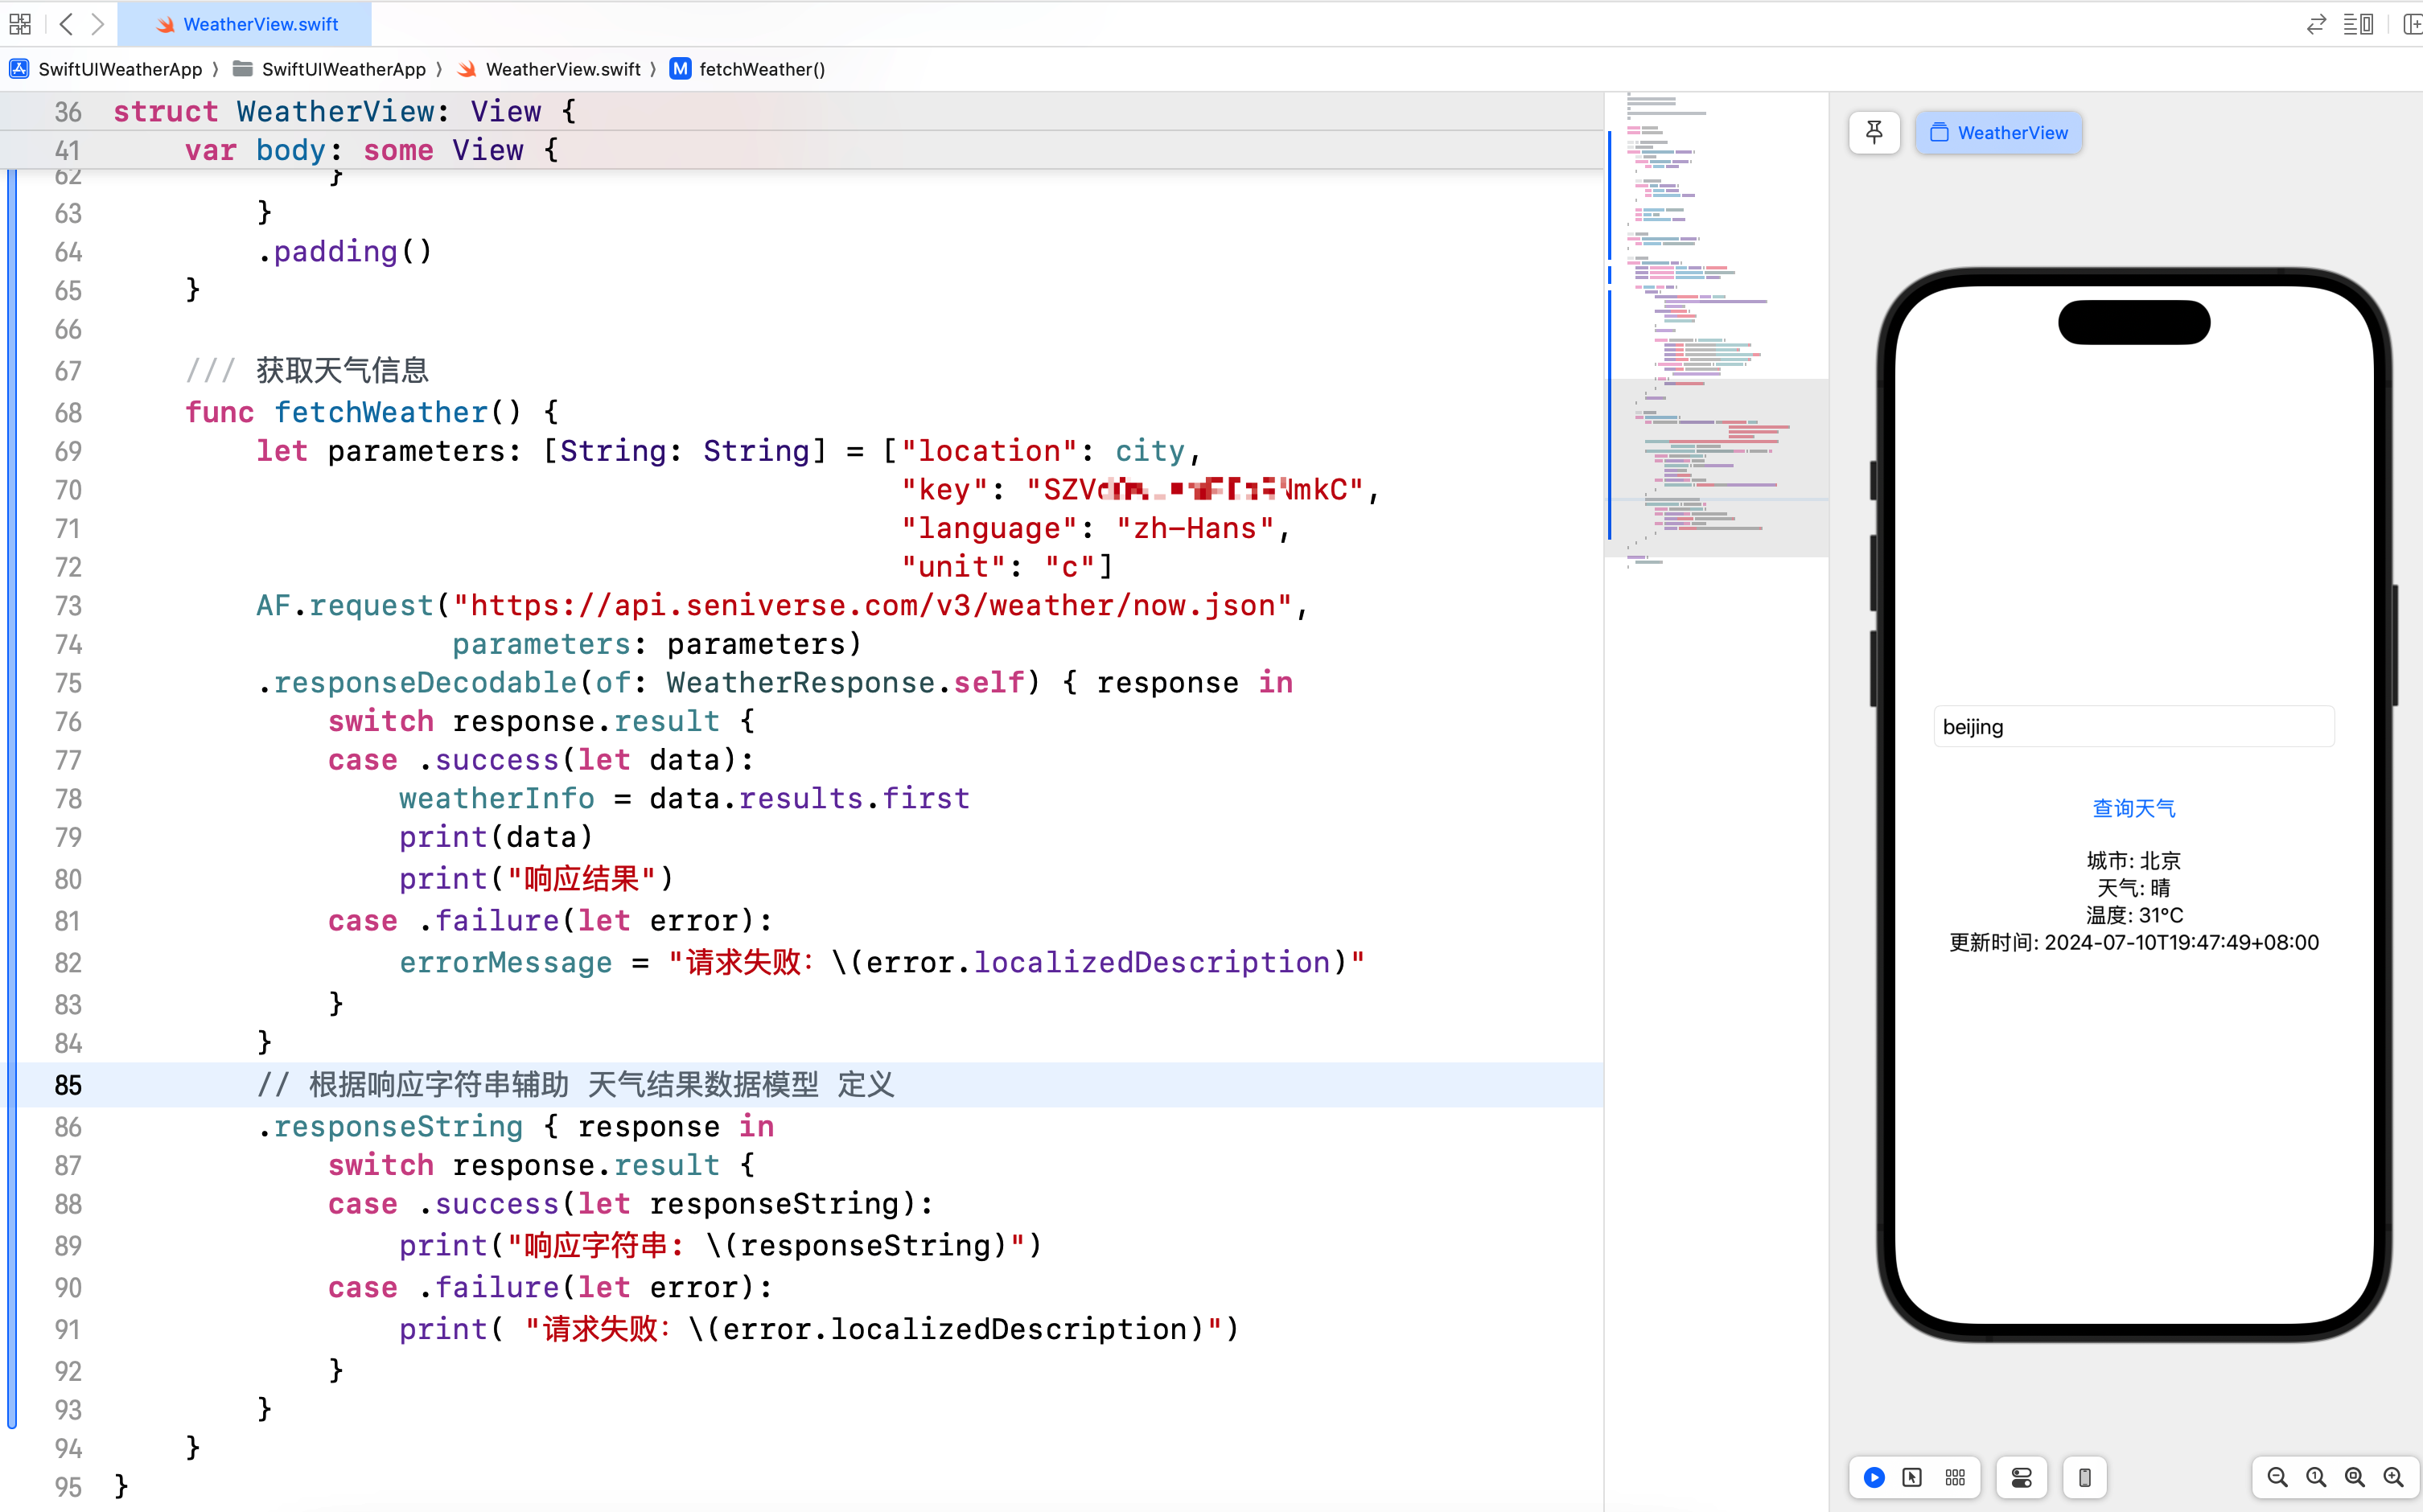 WeatherView.swift
SwiftUIWeatherApp 〉 SwiftUIWeatherApp 〉 WeatherView.swift 〉 M fetchWeather()
36 struct WeatherView: View {
41 var body: some View {
62 }
63 }
64 .padding()
65 }
66
67 /// 获取天气信息
68 func fetchWeather() {
69 let parameters: [String: String] = ["location": city,
70 "key": "SZV mkC",
71 "language": "zh-Hans",
72 "unit": "c"]
73 AF.request("https://api.seniverse.com/v3/weather/now.json",
74 parameters: parameters)
75 .responseDecodable(of: WeatherResponse.self) { response in
76 switch response.result {
77 case .success(let data):
78 weatherInfo = data.results.first
79 print(data)
80 print("响应结果")
81 case .failure(let error):
82 errorMessage = "请求失败：\(error.localizedDescription)"
83 }
84 }
85 // 根据响应字符串辅助 天气结果数据模型 定义
86 .responseString { response in
87 switch response.result {
88 case .success(let responseString):
89 print("响应字符串: \(responseString)")
90 case .failure(let error):
91 print( "请求失败：\(error.localizedDescription)")
92 }
93 }
94 }
95 }
WeatherView
beijing
查询天气
城市: 北京
天气: 晴
温度: 31°C
更新时间: 2024-07-10T19:47:49+08:00